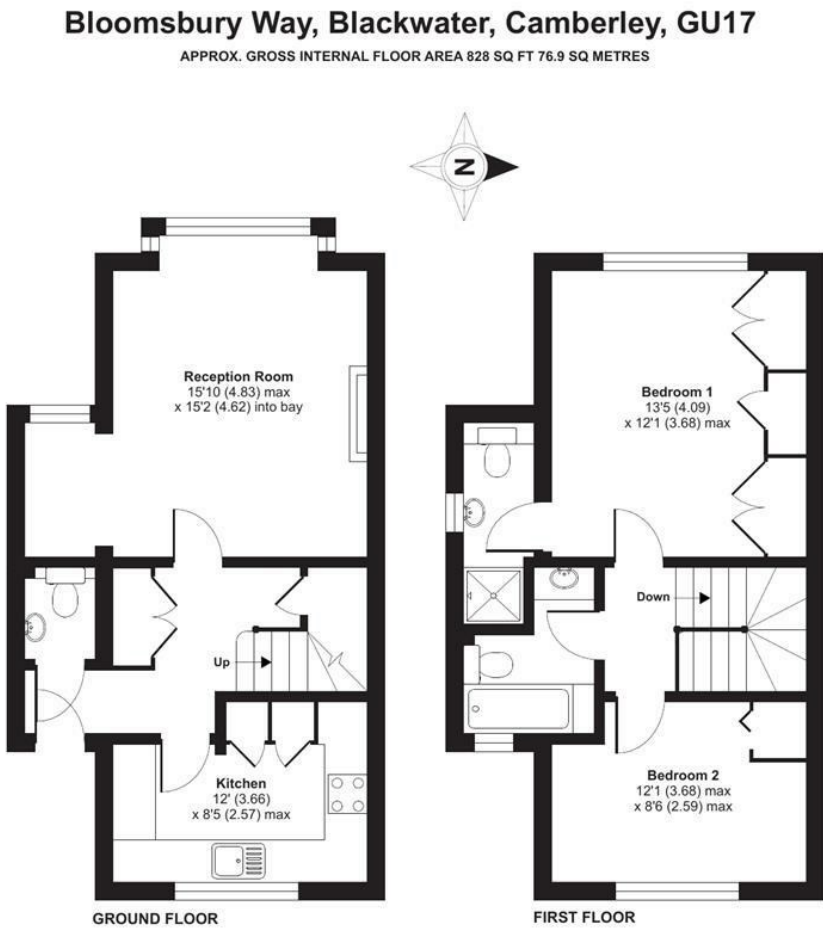 Bloomsbury Way, Blackwater, Camberley, GU17
APPROX. GROSS INTERNAL FLOOR AREA 828 SQ FT 76.9 SQ METRES
N
Reception Room
15'10 (4.83) max
x 15'2 (4.62) into bay
Up
Kitchen
12' (3.66)
x 8'5 (2.57) max
GROUND FLOOR
Bedroom 1
13'5 (4.09)
x 12'1 (3.68) max
Down
Bedroom 2
12'1 (3.68) max
x 8'6 (2.59) max
FIRST FLOOR